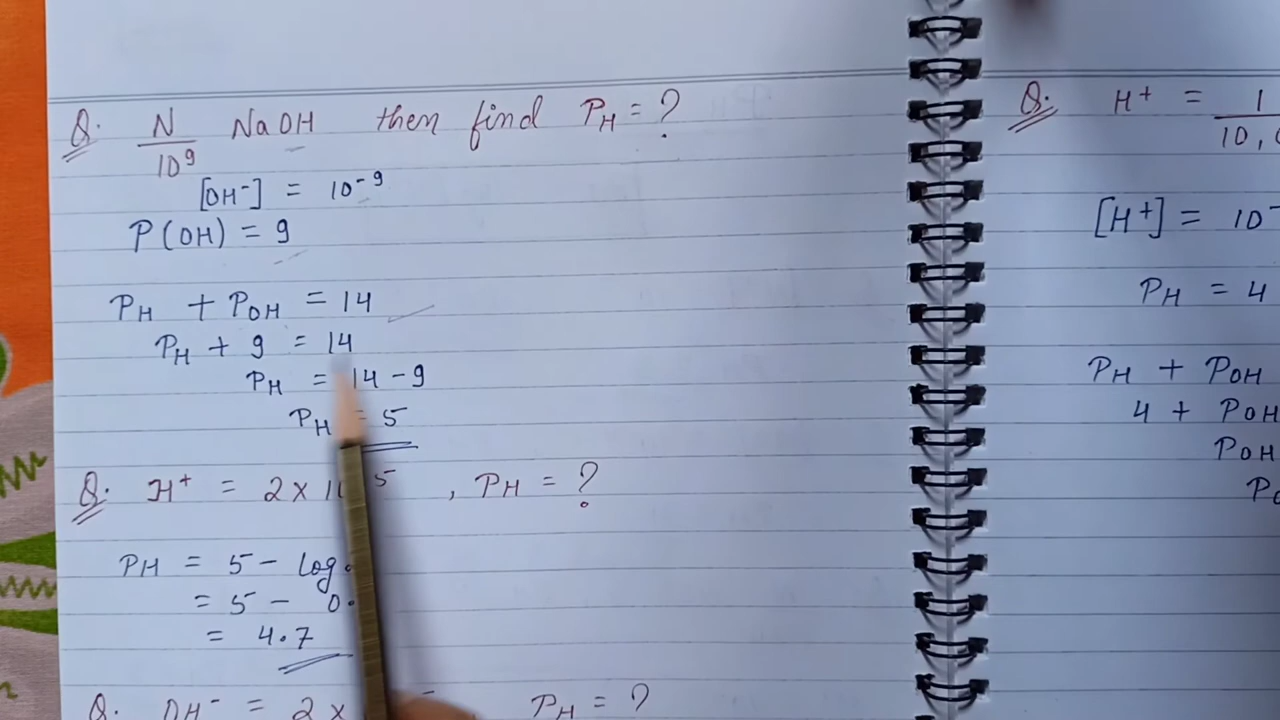 Q. N/10⁹ NaOH then find PH = ?
[OH⁻] = 10⁻⁹
P(OH) = 9
PH + POH = 14
PH + 9 = 14
PH = 14 - 9
PH = 5
Q. H⁺ = 2 × 5 , PH = ?
PH = 5 - log
= 5 - 0.
= 4.7
Q. OH⁻ = 2 × PH = ?
Q. H⁺ = 1
[H⁺] = 10
PH = 4
PH + POH
4 + POH
POH